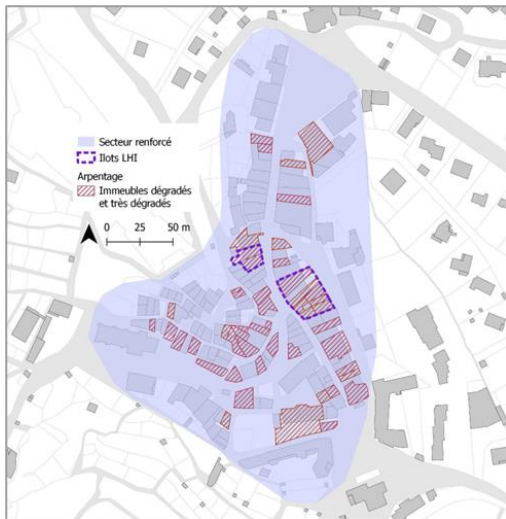 Secteur renforcé
Ilots LHI
Arpentage
Immeubles dégradés
et très dégradés
0 25 50 m